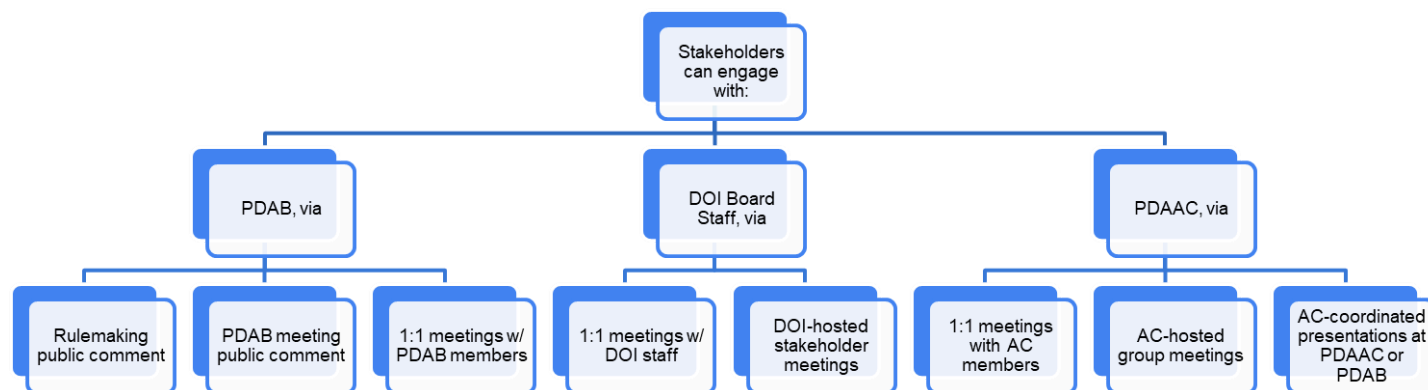 Stakeholders
can engage
with:
PDAB, via
DOI Board
Staff, via
PDAAC, via
Rulemaking
public comment
PDAB meeting
public comment
1:1 meetings w/
PDAB members
1:1 meetings w/
DOI staff
DOI-hosted
stakeholder
meetings
1:1 meetings
with AC
members
AC-hosted
group meetings
AC-coordinated
presentations at
PDAAC or
PDAB